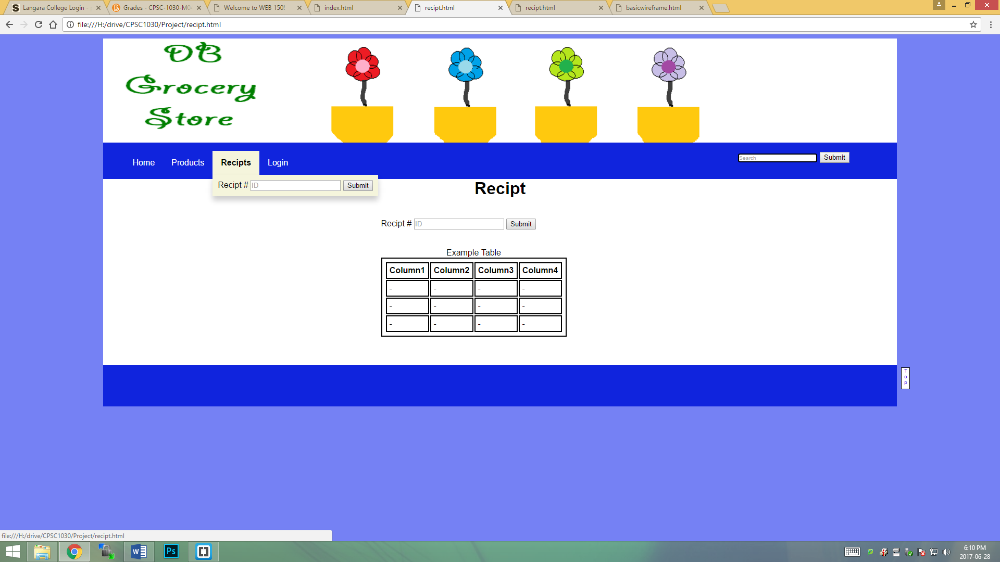 Langara College Login -
Grades - CPSC-1030-M0
Welcome to WEB 150!
index.html
recipt.html
recipt.html
basicwireframe.html
file:///H:/drive/CPSC1030/Project/recipt.html
DB
Grocery
Store
Home Products Recipts Login
Search Submit
Recipt # ID Submit
Recipt
Recipt # ID Submit
Example Table
Column1 Column2 Column3 Column4
- - - -
- - - -
- - - -
T
o
p
file:///H:/drive/CPSC1030/Project/recipt.html
Ps
6:10 PM
2017-06-28